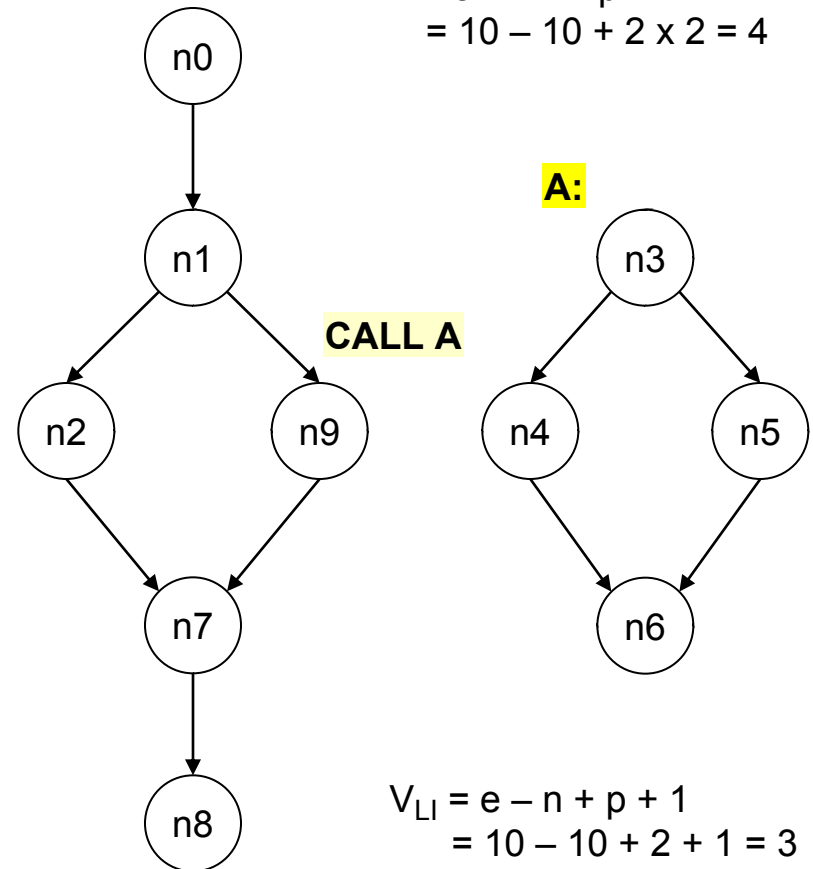 n0
= 10 – 10 + 2 x 2 = 4
A:
n1
n3
CALL A
n2
n9
n4
n5
n7
n6
n8
V_LI = e – n + p + 1
= 10 – 10 + 2 + 1 = 3